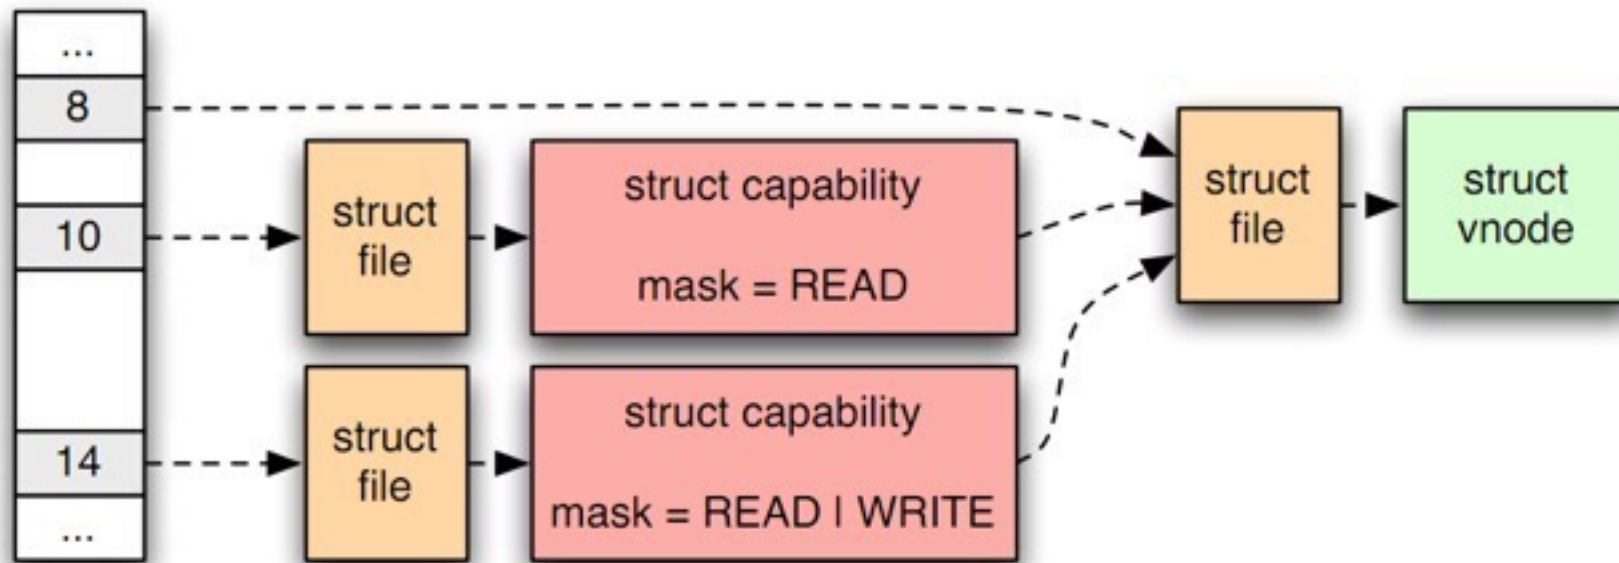 ...
8
10
14
...
struct
file
struct capability
mask = READ
struct
file
struct capability
mask = READ | WRITE
struct
file
struct
vnode